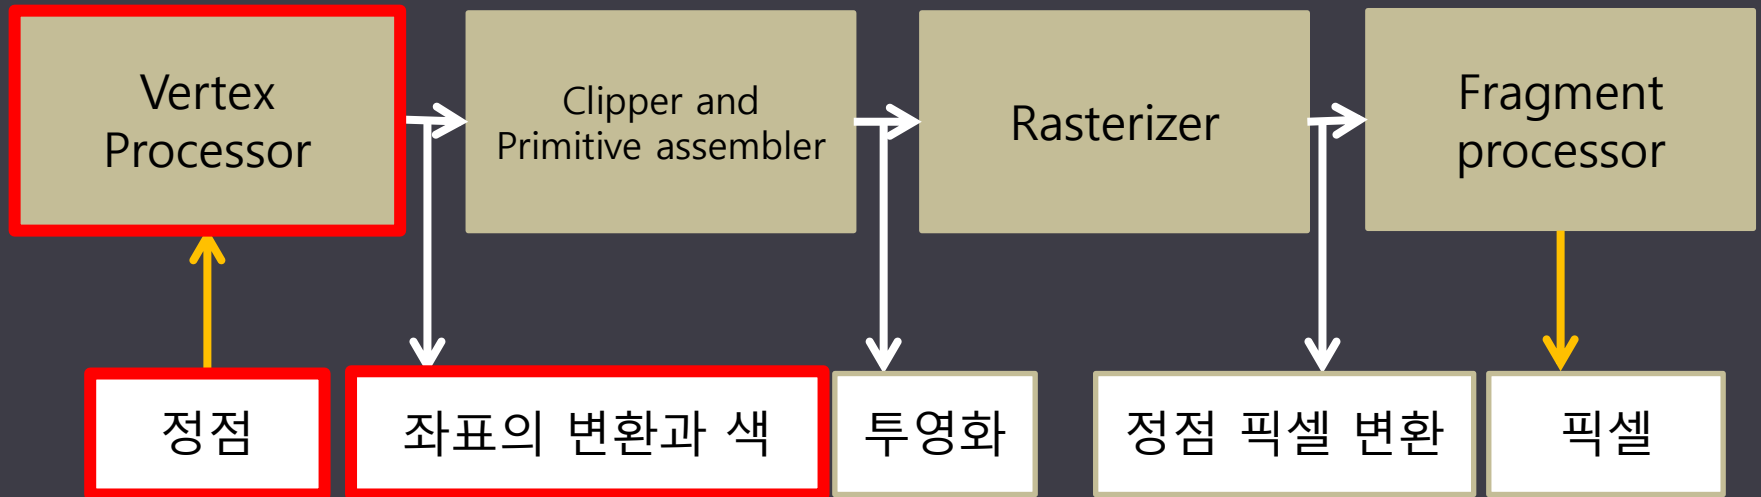 Vertex
Processor
Clipper and
Primitive assembler
Rasterizer
Fragment
processor
정점
좌표의 변환과 색
투영화
정점 픽셀 변환
픽셀